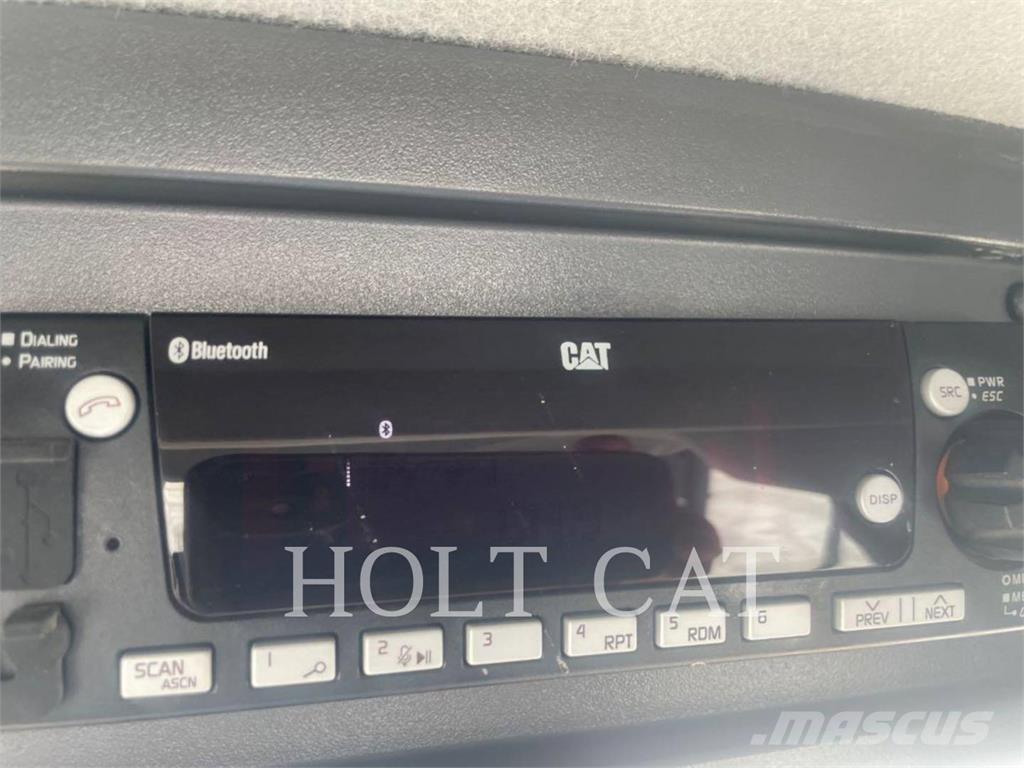 ■ DIALING
• PAIRING
Bluetooth
CAT
SRC
■ PWR
• ESC
DISP
HOLT CAT
SCAN
ASCN
1
2
3
4 RPT
5 RDM
6
PREV
NEXT
MASCUS